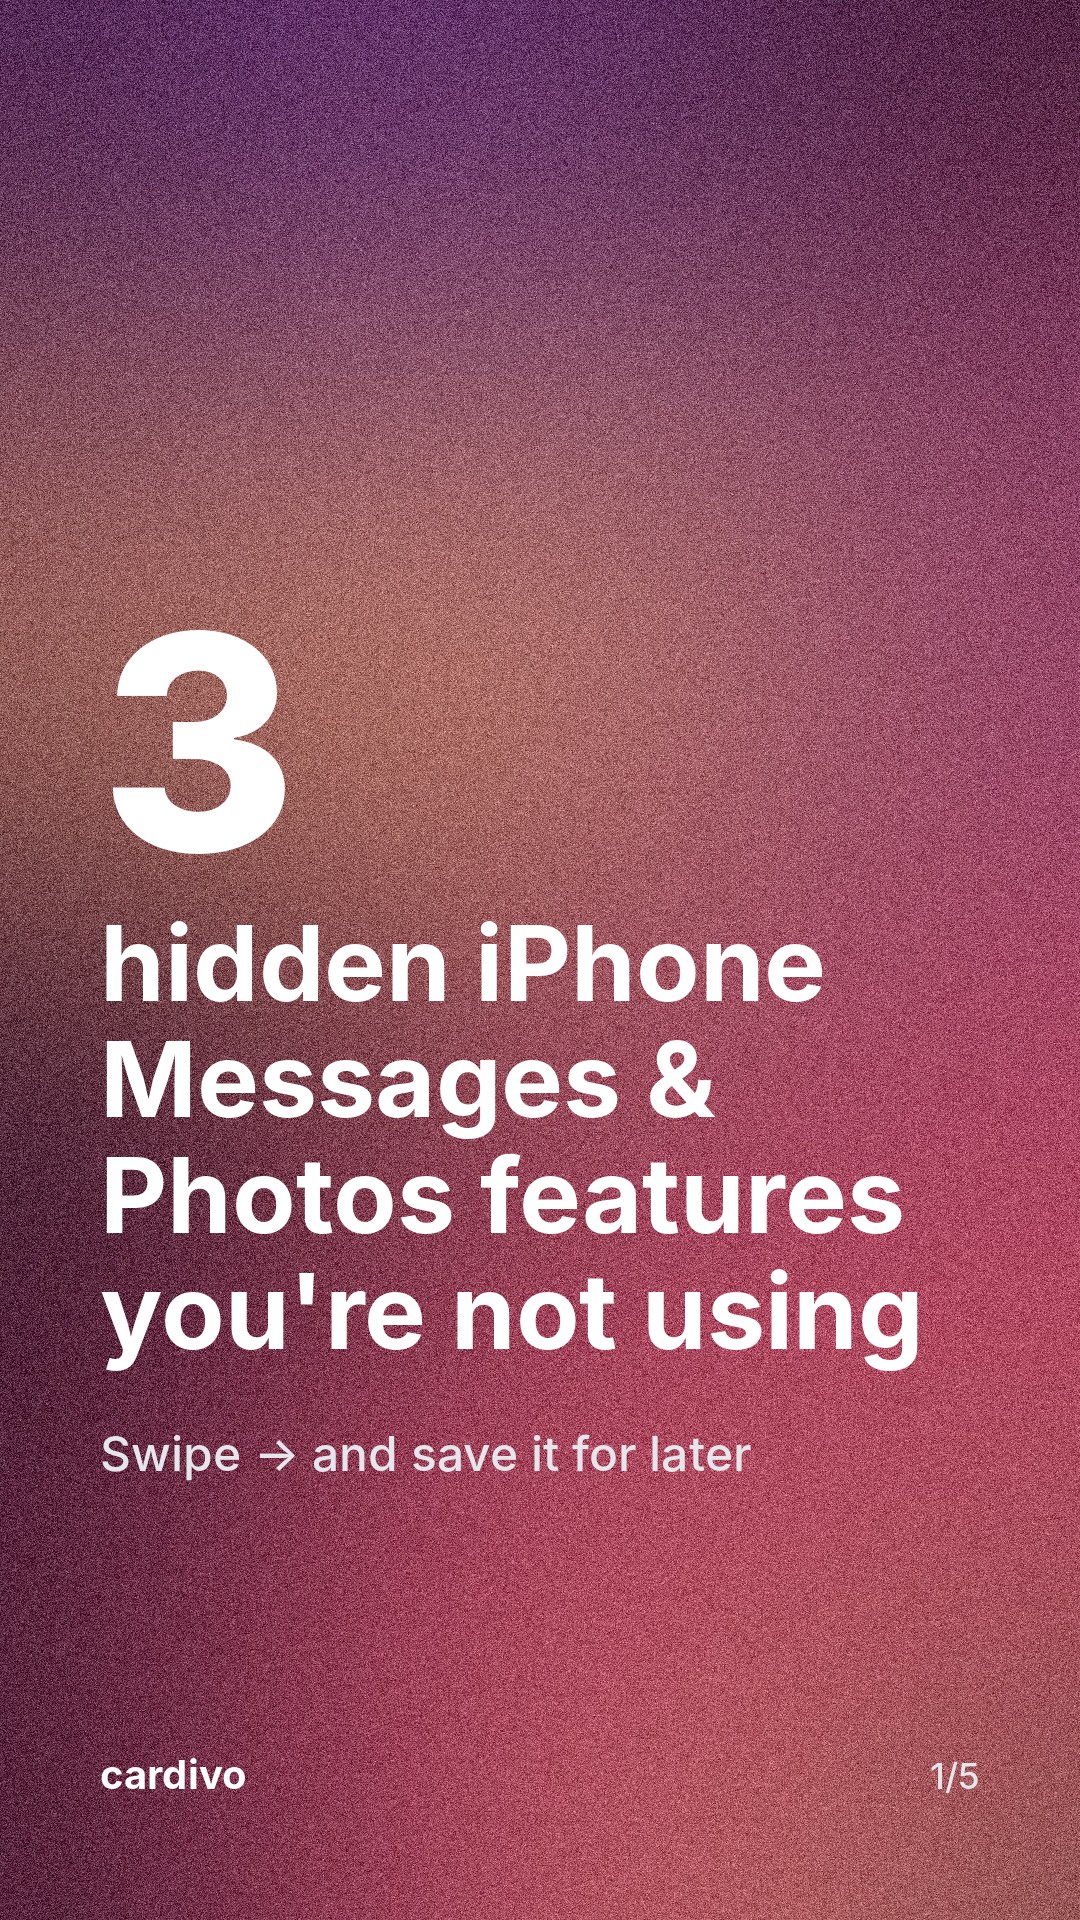 3
hidden iPhone
Messages &
Photos features
you're not using
Swipe → and save it for later
cardivo
1/5